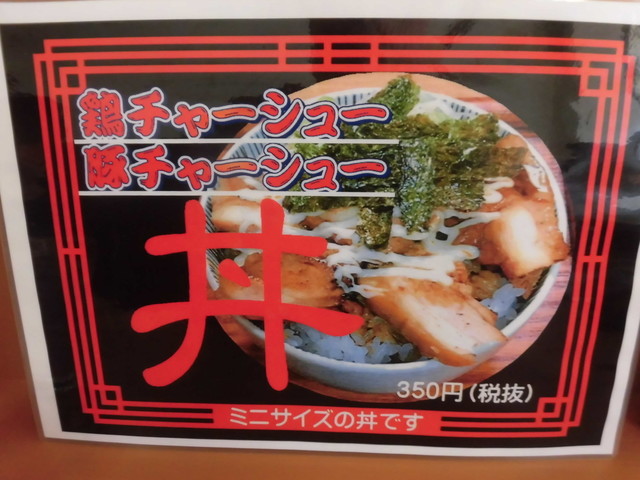 鶏チャーシュー
豚チャーシュー
丼
350円(税抜)
ミニサイズの丼です